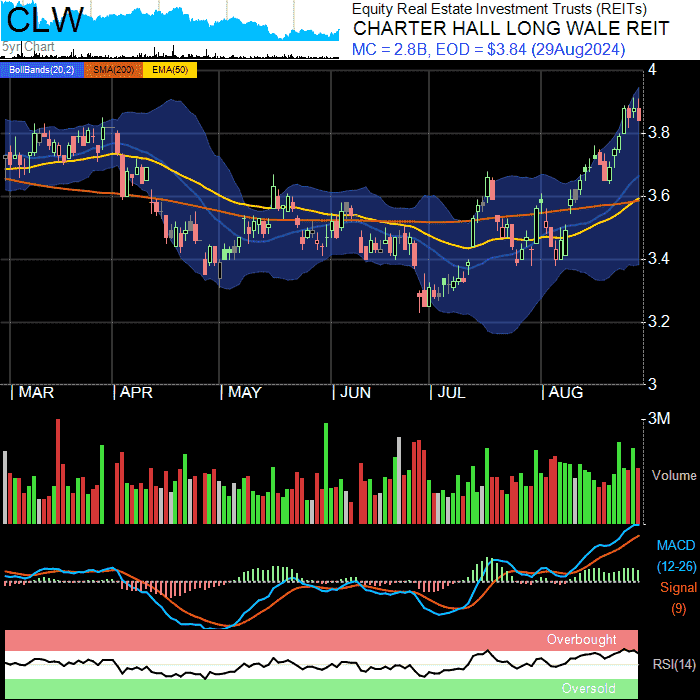 CLW
5yr Chart
Equity Real Estate Investment Trusts (REITs)
CHARTER HALL LONG WALE REIT
MC = 2.8B, EOD = $3.84 (29Aug2024)
BollBands(20,2) SMA(200) EMA(50)
4
3.8
3.6
3.4
3.2
3
MAR APR MAY JUN JUL AUG
3M
Volume
MACD
(12-26)
Signal
(9)
Overbought
RSI(14)
Oversold